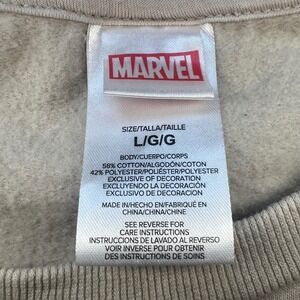 MARVEL
SIZE/TALLA/TAILLE
L/G/G
BODY/CUERPO/CORPS
58% COTTON/ALGODÓN/COTON
42% POLYESTER/POLIÉSTER/POLYESTER
EXCLUSIVE OF DECORATION
EXCLUYENDO LA DECORACIÓN
EXCLUSIF DE DÉCORATION
MADE IN/HECHO EN/FABRIQUÉ EN
CHINA/CHINA/CHINE
SEE REVERSE FOR
CARE INSTRUCTIONS
INSTRUCCIONES DE LAVADO AL REVERSO
VOIR VERSO POUR OBTENIR
DES INSTRUCTIONS DE SOINS